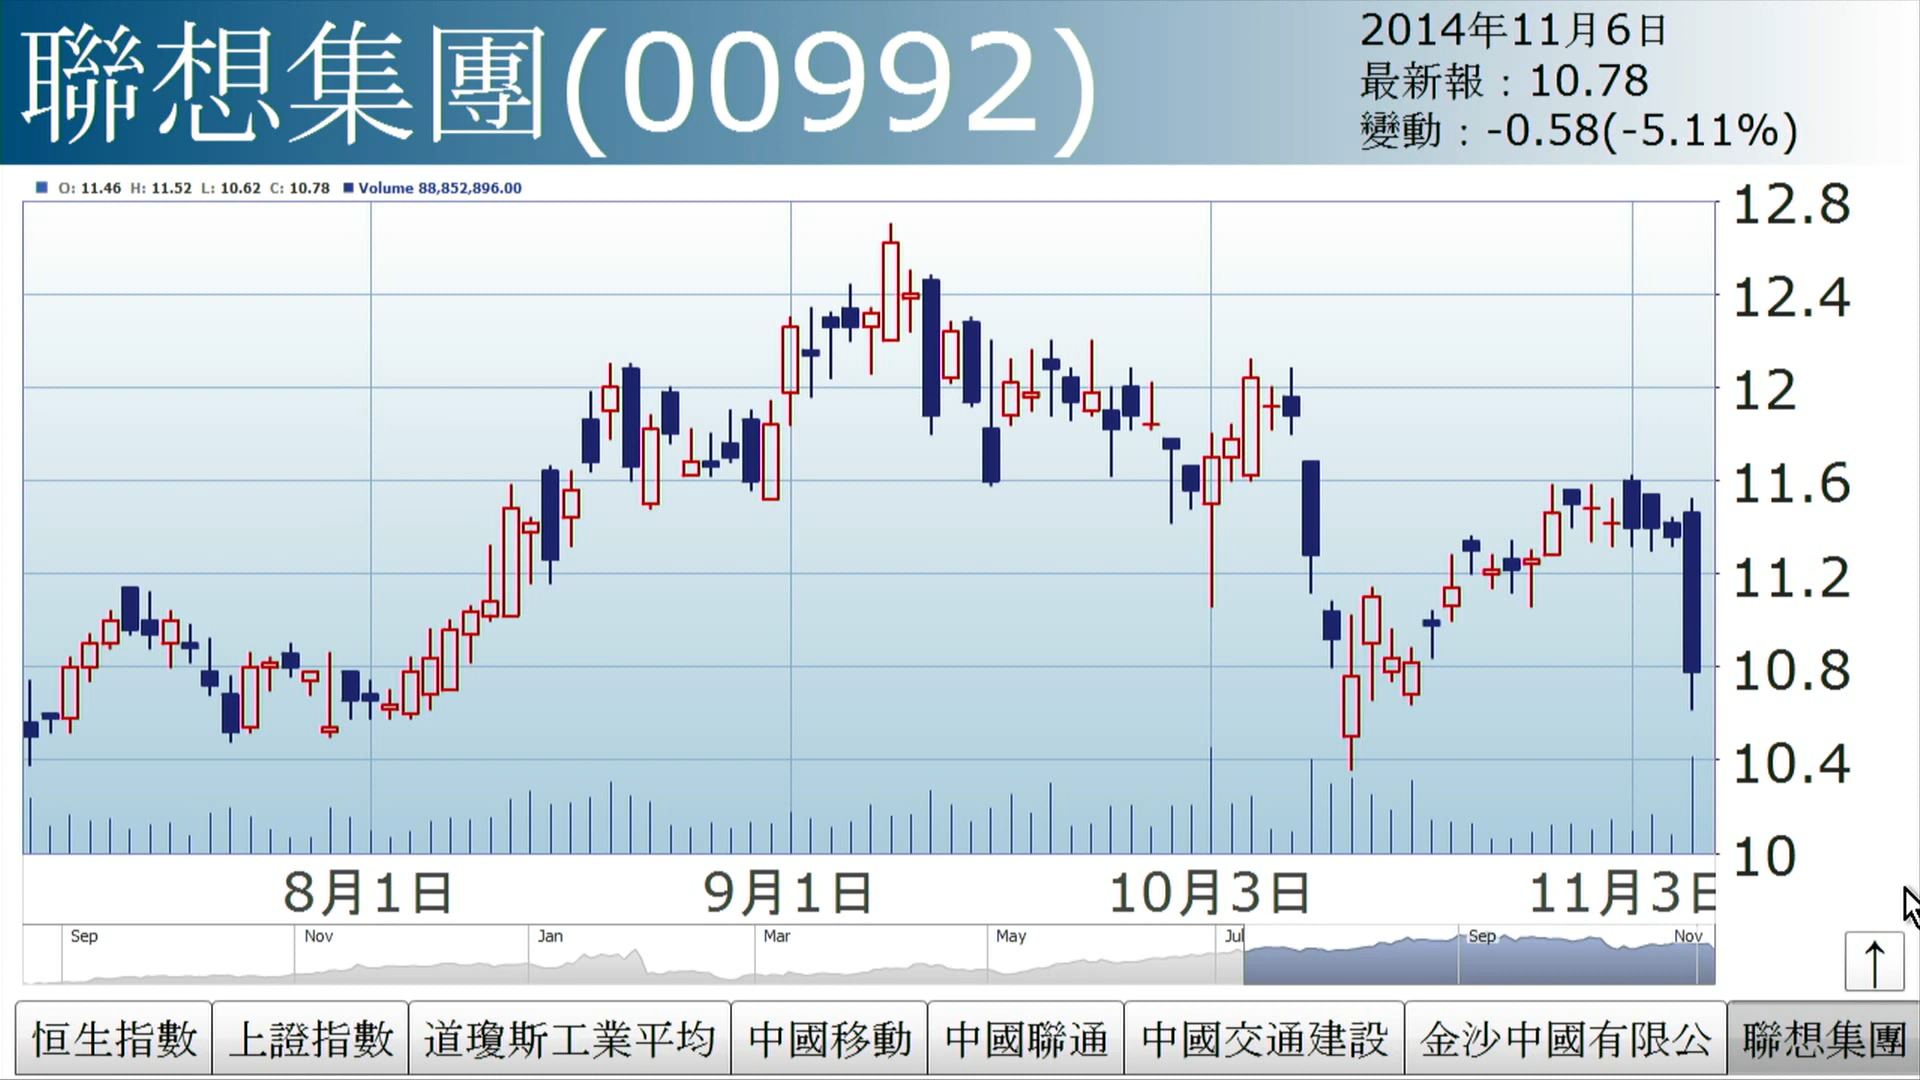 聯想集團(00992)
2014年11月6日
最新報：10.78
變動：-0.58(-5.11%)
O: 11.46 H: 11.52 L: 10.62 C: 10.78 Volume 88,852,896.00
12.8
12.4
12
11.6
11.2
10.8
10.4
10
8月1日 9月1日 10月3日 11月3日
Sep Nov Jan Mar May Jul Sep Nov
恒生指數 上證指數 道瓊斯工業平均 中國移動 中國聯通 中國交通建設 金沙中國有限公 聯想集團